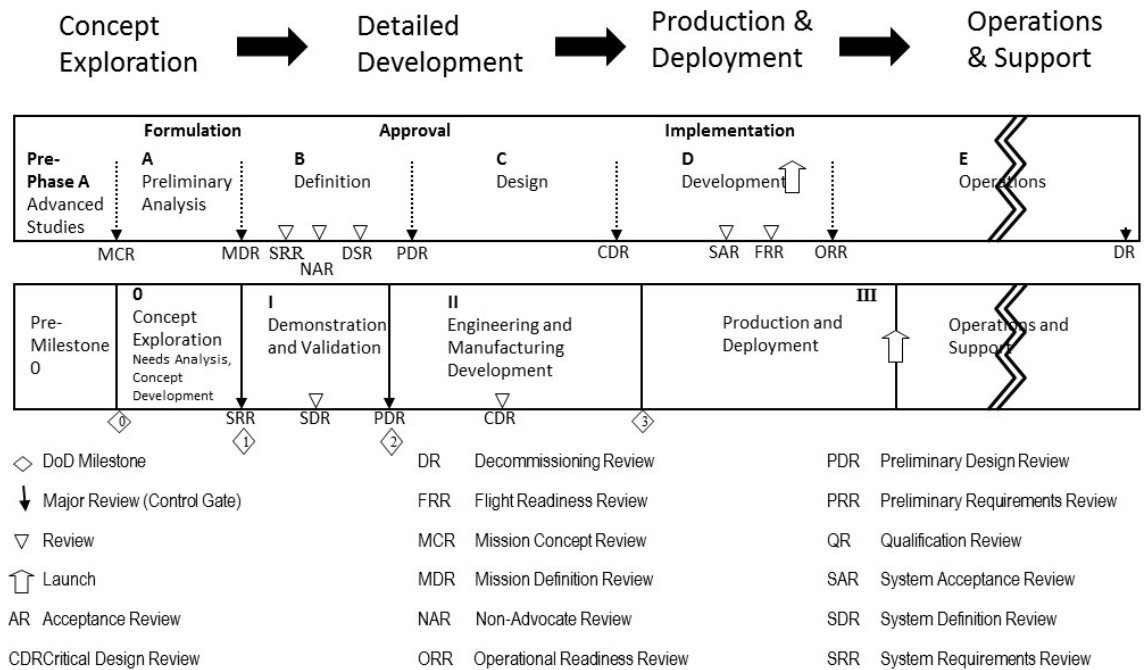 Concept
Exploration
Detailed
Development
Production &
Deployment
Operations
& Support
Formulation
Approval
Implementation
Pre-
Phase A
Advanced
Studies
A
Preliminary
Analysis
B
Definition
C
Design
D
Development
E
Operations
MCR
MDR
SRR
NAR
DSR
PDR
CDR
SAR
FRR
ORR
DR
Pre-
Milestone
0
0
Concept
Exploration
Needs Analysis,
Concept
Development
I
Demonstration
and Validation
II
Engineering and
Manufacturing
Development
III
Production and
Deployment
Operations and
Support
0
SRR
1
SDR
PDR
2
CDR
3
DoD Milestone
Major Review (Control Gate)
Review
Launch
AR Acceptance Review
CDRCritical Design Review
DR Decommissioning Review
FRR Flight Readiness Review
MCR Mission Concept Review
MDR Mission Definition Review
NAR Non-Advocate Review
ORR Operational Readiness Review
PDR Preliminary Design Review
PRR Preliminary Requirements Review
QR Qualification Review
SAR System Acceptance Review
SDR System Definition Review
SRR System Requirements Review